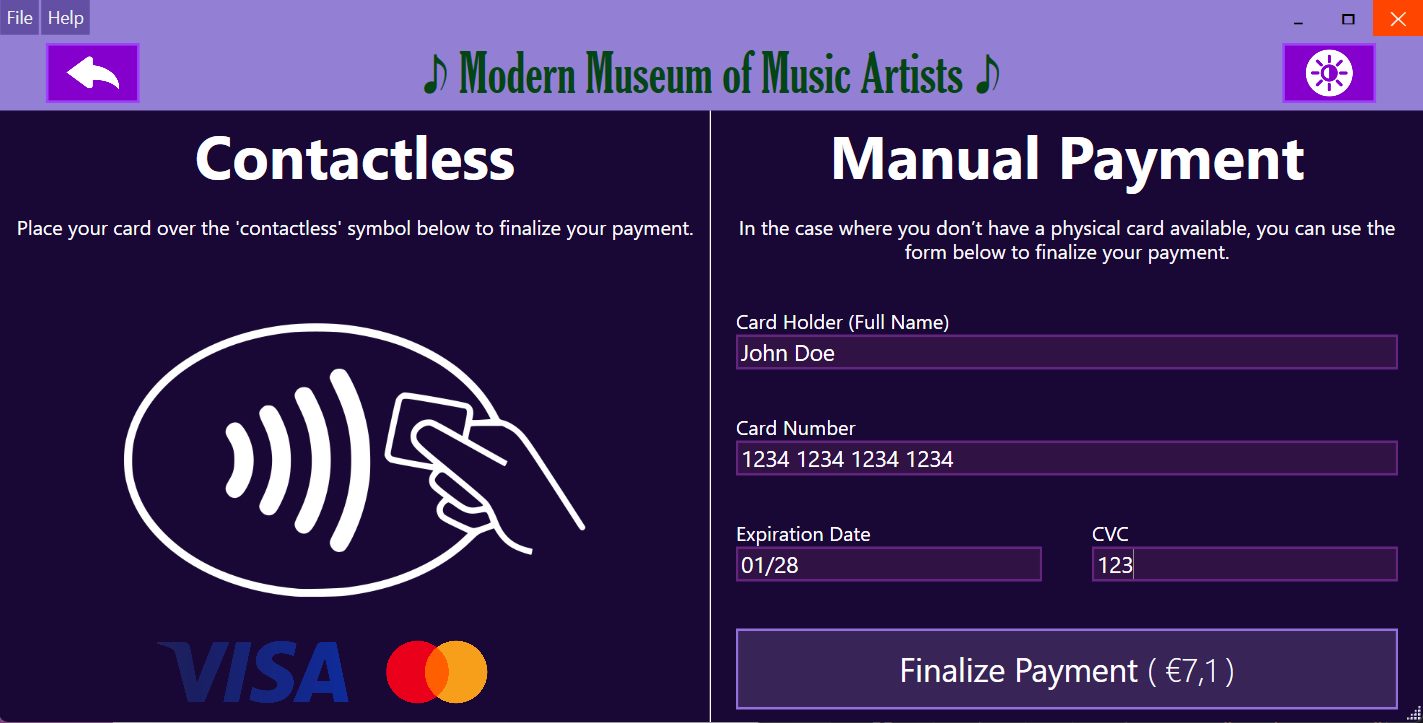 File Help
♪ Modern Museum of Music Artists ♪
Contactless
Place your card over the 'contactless' symbol below to finalize your payment.
VISA
Manual Payment
In the case where you don’t have a physical card available, you can use the
form below to finalize your payment.
Card Holder (Full Name)
John Doe
Card Number
1234 1234 1234 1234
Expiration Date
01/28
CVC
123
Finalize Payment ( €7,1 )